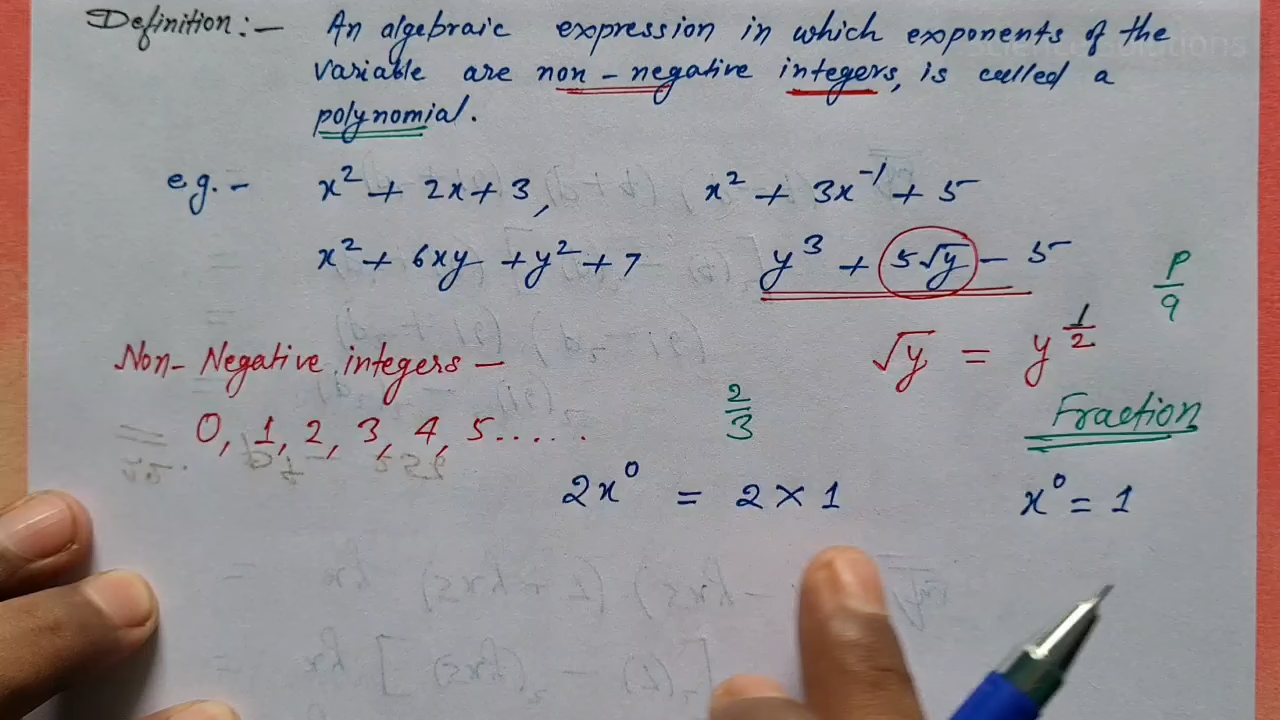 Definition :- An algebraic expression in which exponents of the
variable are non-negative integers, is called a
polynomial.
e.g. - x² + 2x + 3, x² + 3x⁻¹ + 5
x² + 6xy + y² + 7 y³ + 5√y - 5
p/q
√y = y^1/2
Non-Negative integers -
Fraction
0, 1, 2, 3, 4, 5......
2/3
2x⁰ = 2 × 1 x⁰ = 1